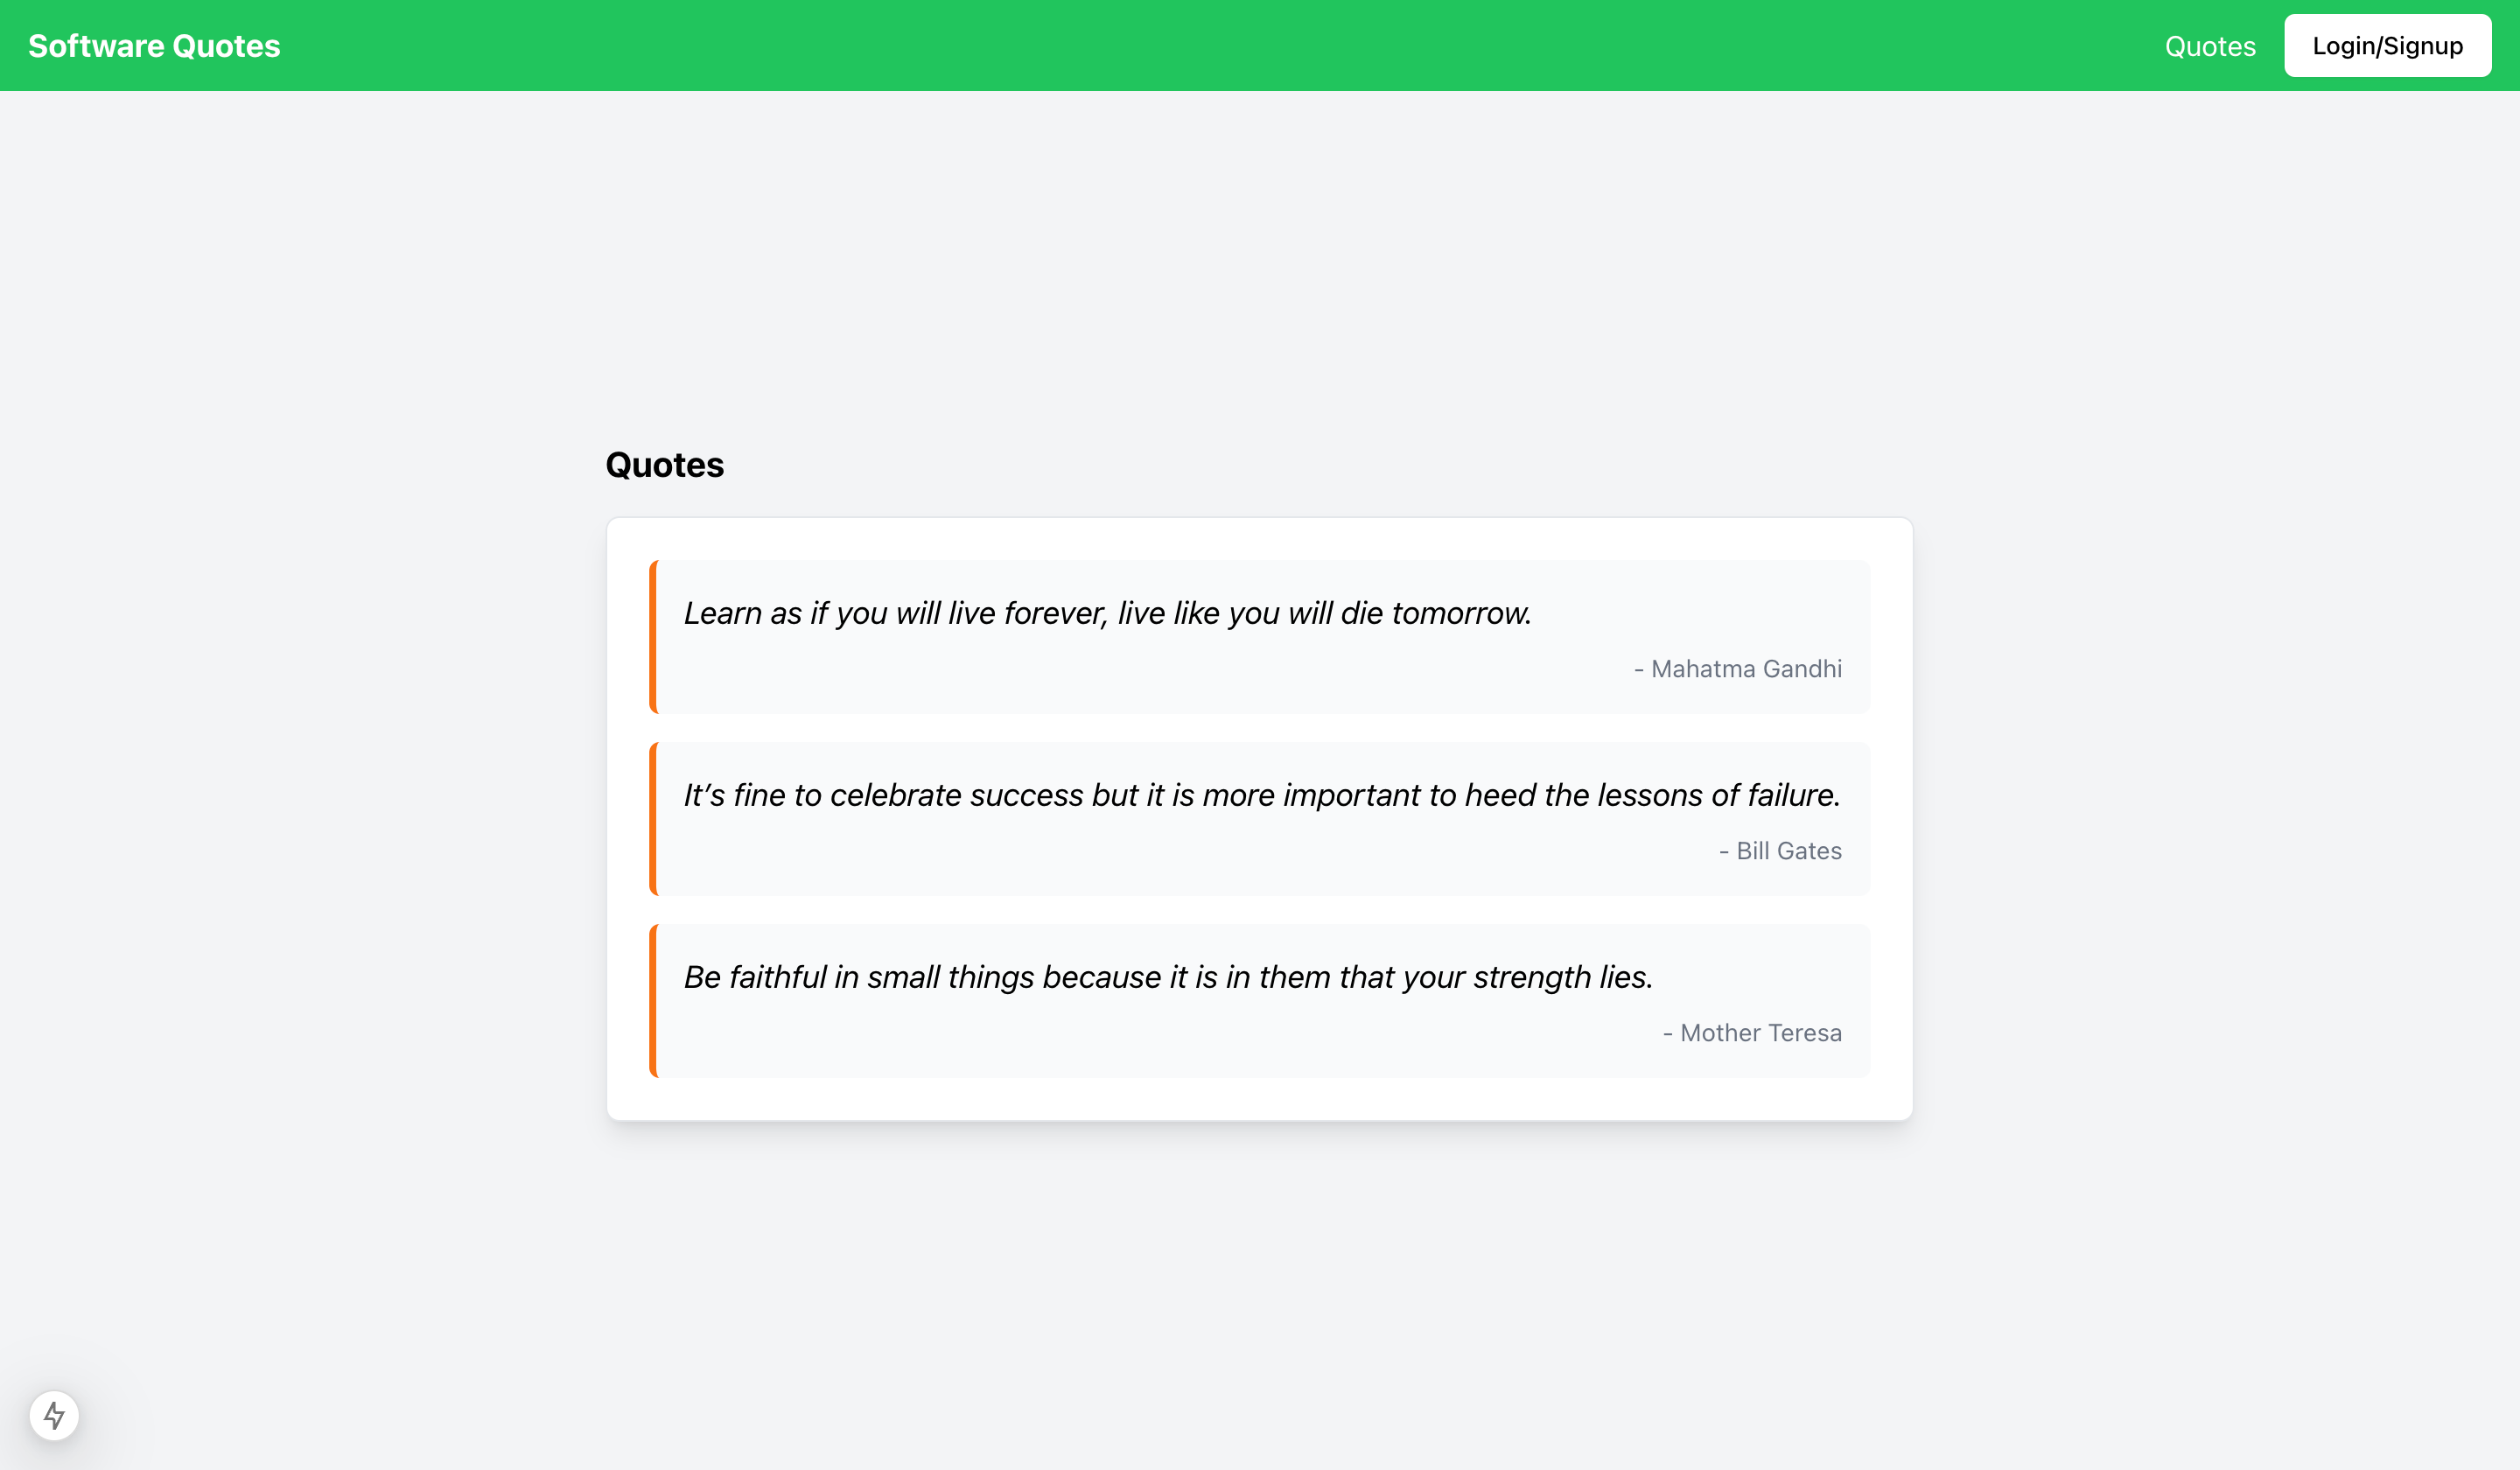 Software Quotes
Quotes
Login/Signup
Quotes
Learn as if you will live forever, live like you will die tomorrow.
- Mahatma Gandhi
It’s fine to celebrate success but it is more important to heed the lessons of failure.
- Bill Gates
Be faithful in small things because it is in them that your strength lies.
- Mother Teresa